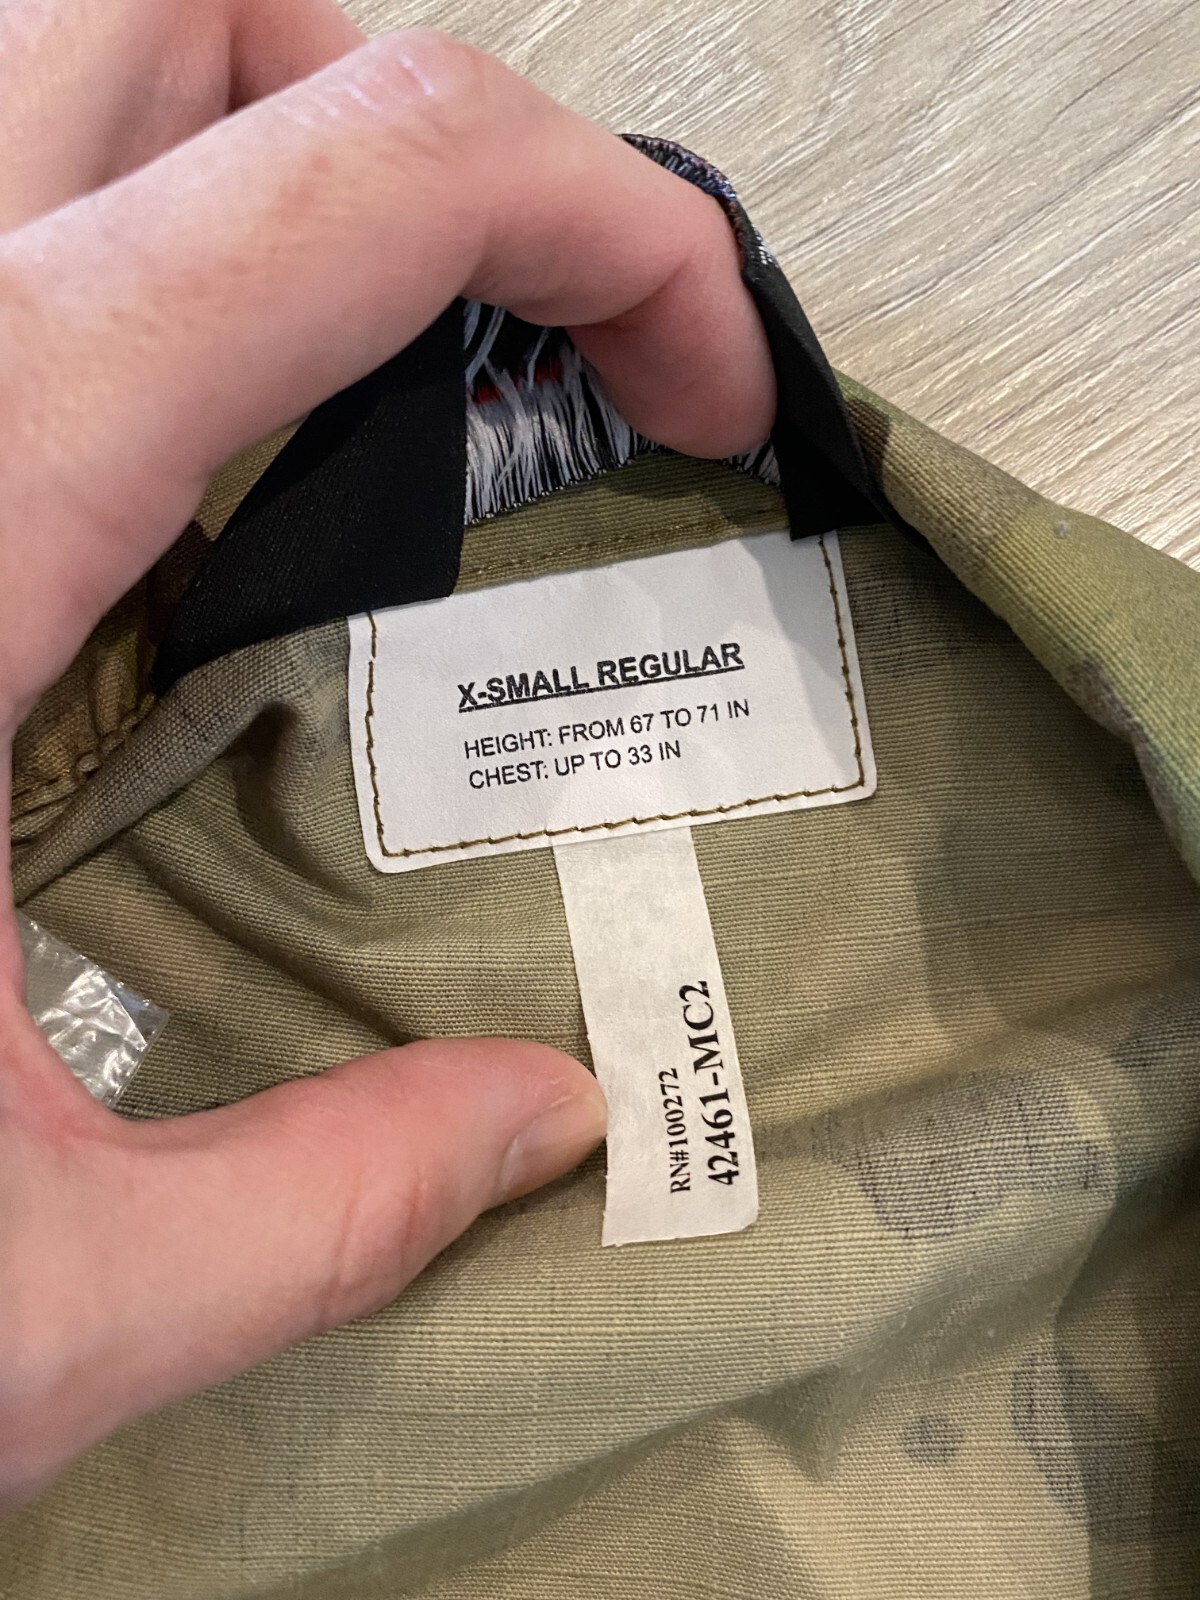 X-SMALL REGULAR
HEIGHT: FROM 67 TO 71 IN
CHEST: UP TO 33 IN
RN#100272
42461-MC2